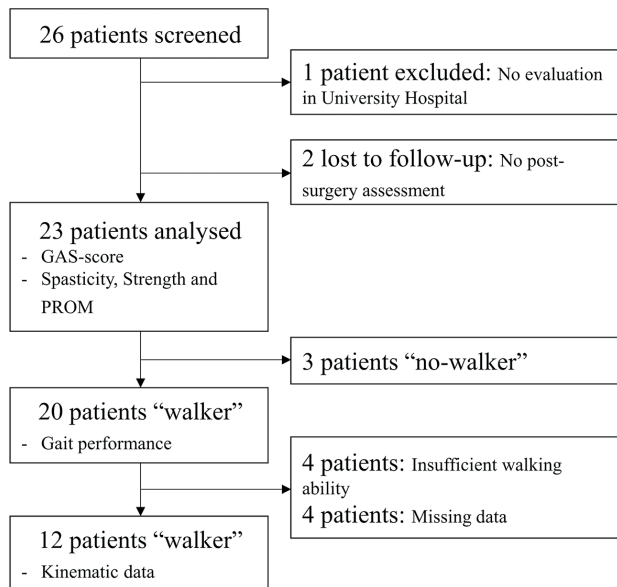 26 patients screened
1 patient excluded: No evaluation
in University Hospital
2 lost to follow-up: No post-
surgery assessment
23 patients analysed
- GAS-score
- Spasticity, Strength and
PROM
3 patients “no-walker”
20 patients “walker”
- Gait performance
4 patients: Insufficient walking
ability
4 patients: Missing data
12 patients “walker”
- Kinematic data